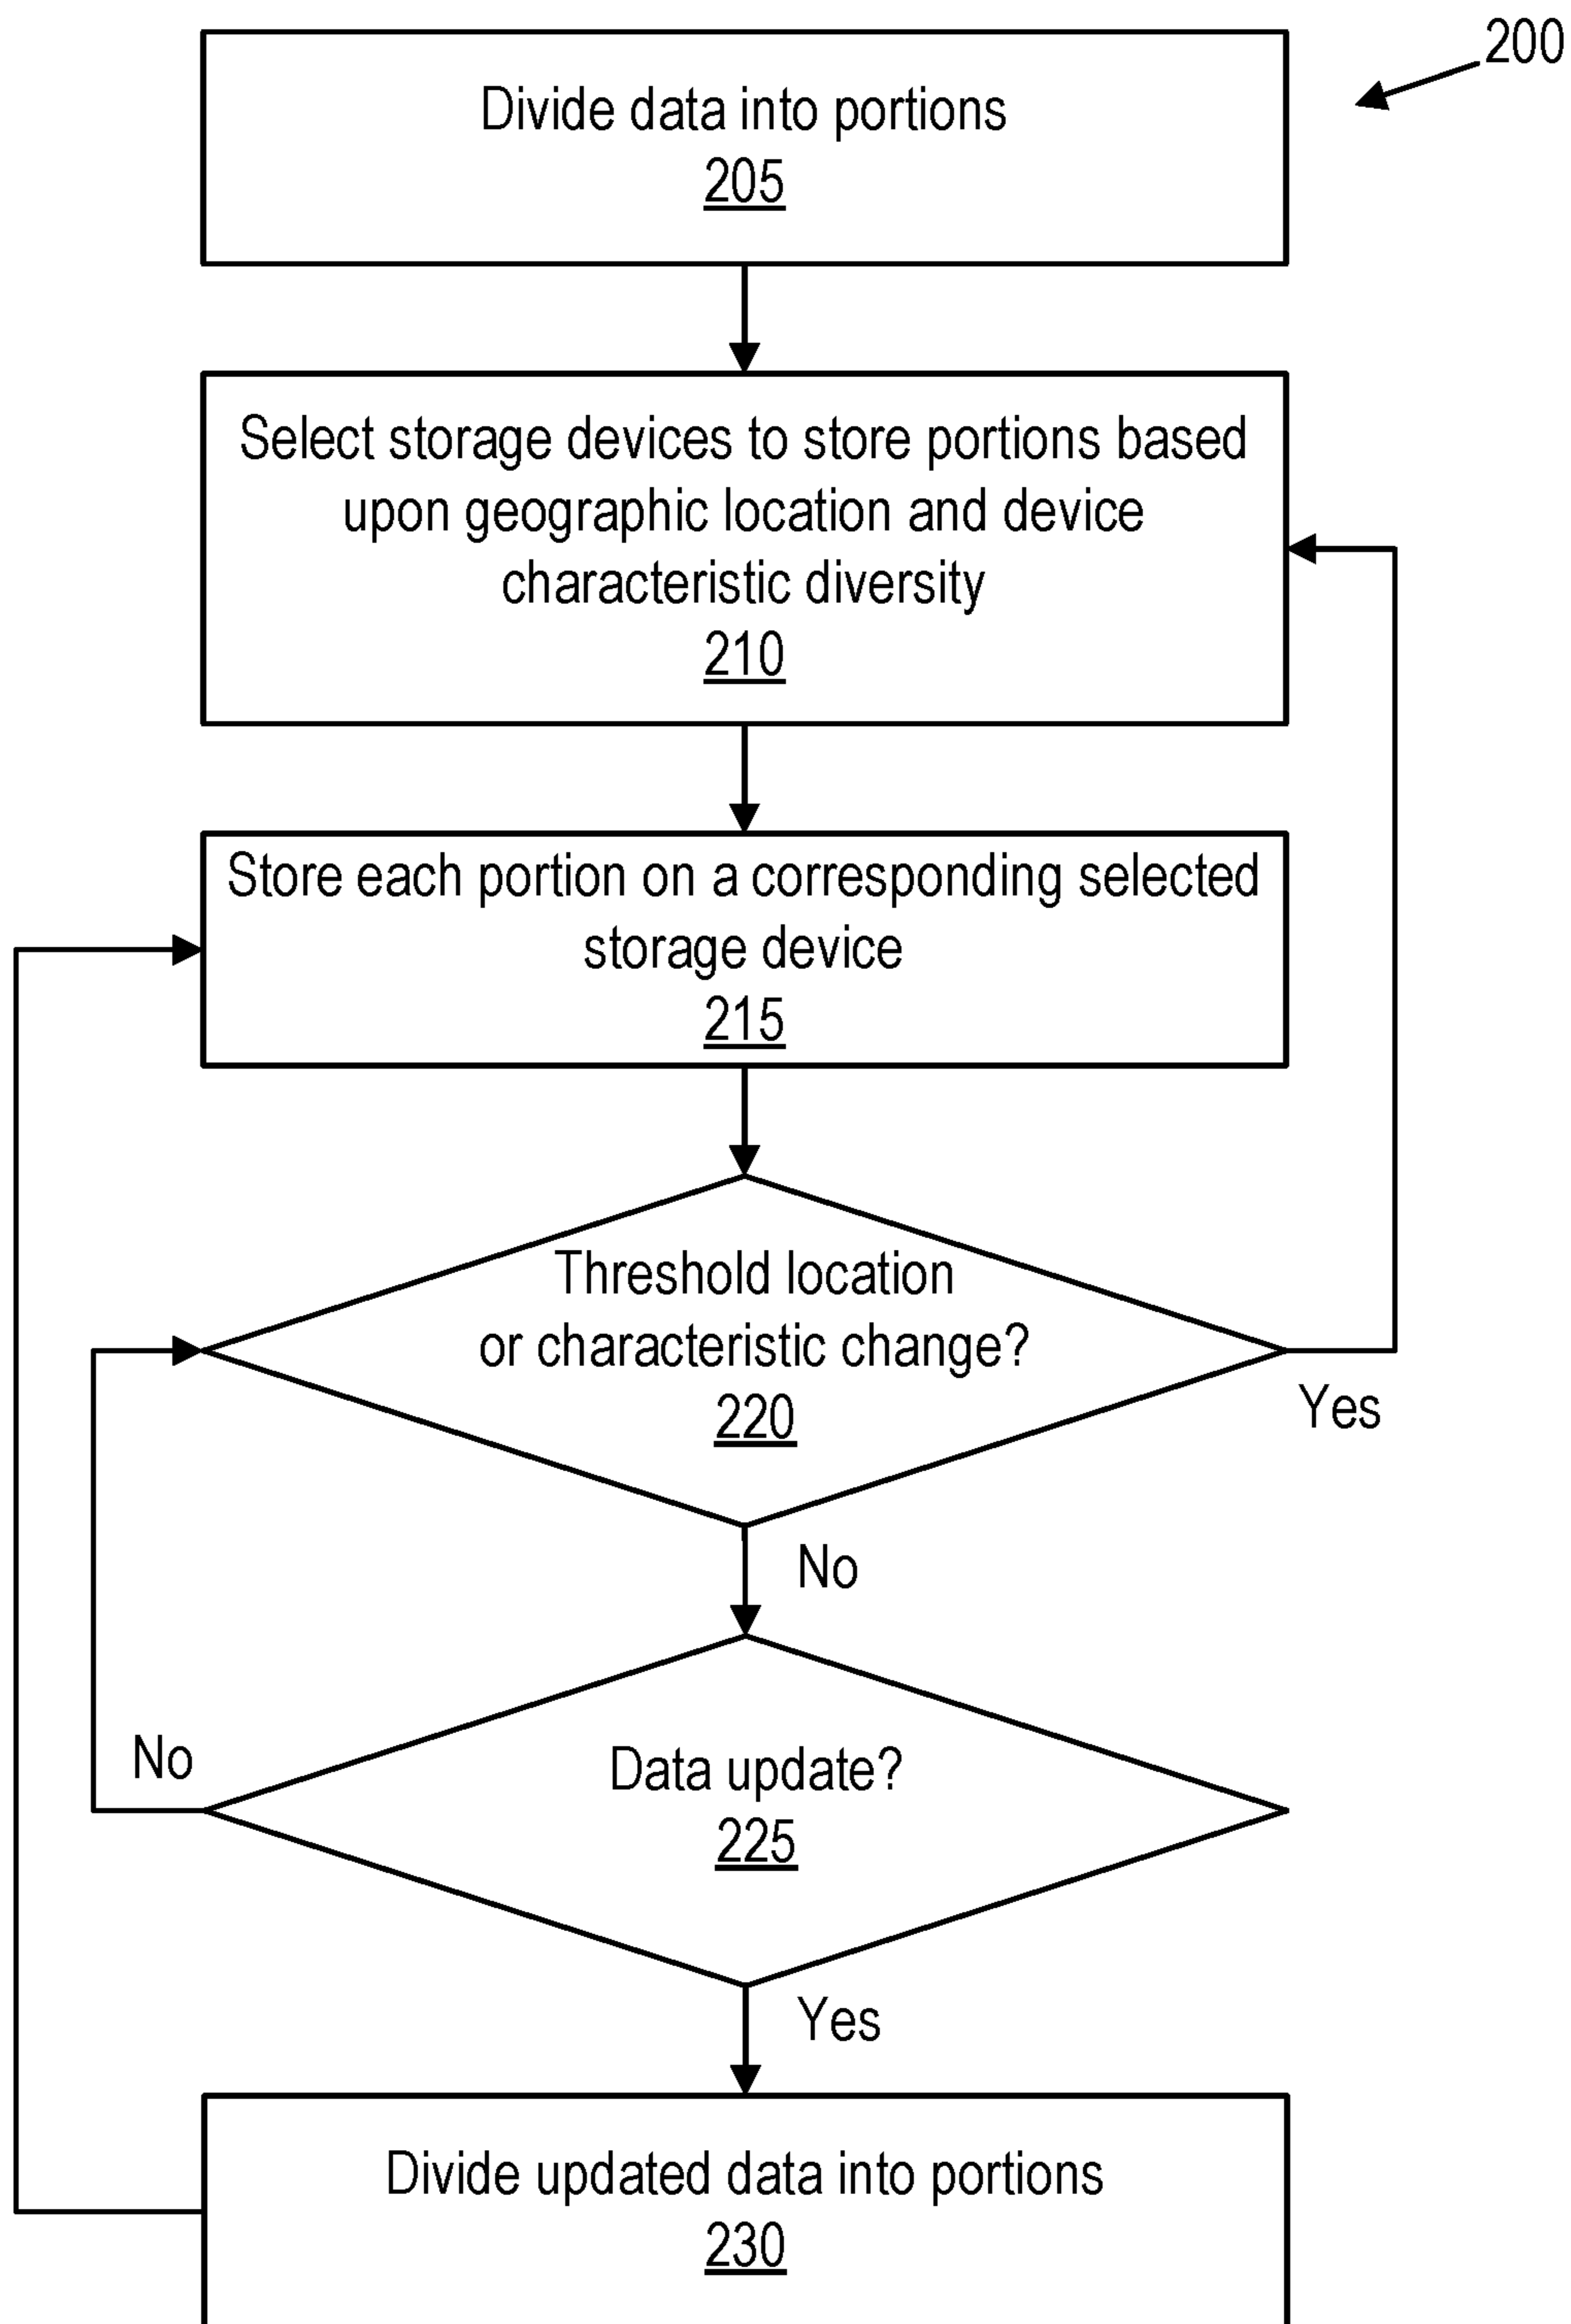 200
Divide data into portions
205
Select storage devices to store portions based
upon geographic location and device
characteristic diversity
210
Store each portion on a corresponding selected
storage device
215
Threshold location
or characteristic change?
220
Yes
No
Data update?
225
No
Yes
Divide updated data into portions
230